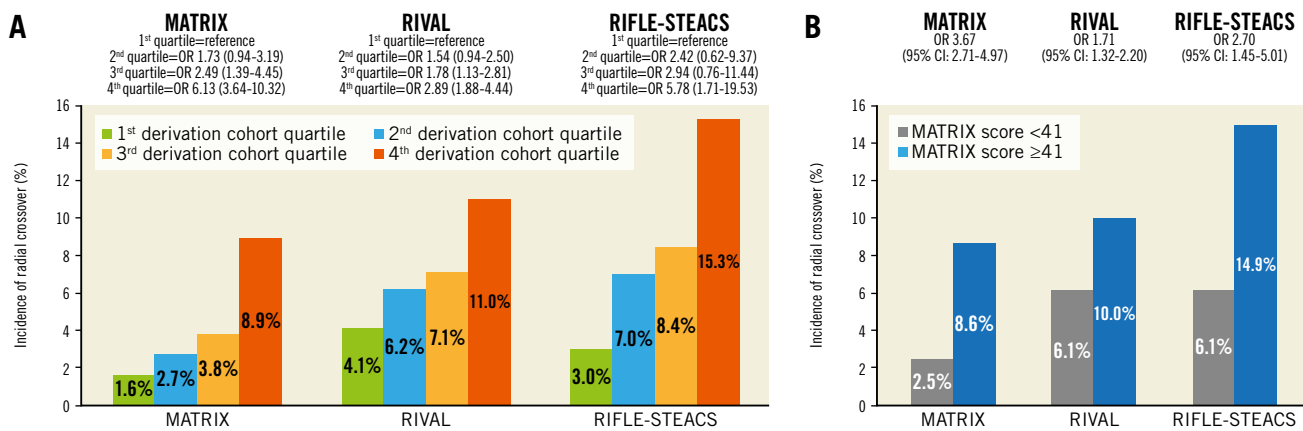 A
MATRIX
1st quartile=reference
2nd quartile=OR 1.73 (0.94-3.19)
3rd quartile=OR 2.49 (1.39-4.45)
4th quartile=OR 6.13 (3.64-10.32)
RIVAL
1st quartile=reference
2nd quartile=OR 1.54 (0.94-2.50)
3rd quartile=OR 1.78 (1.13-2.81)
4th quartile=OR 2.89 (1.88-4.44)
RIFLE-STEACS
1st quartile=reference
2nd quartile=OR 2.42 (0.62-9.37)
3rd quartile=OR 2.94 (0.76-11.44)
4th quartile=OR 5.78 (1.71-19.53)
Incidence of radial crossover (%)
16
14
12
10
8
6
4
2
0
1st derivation cohort quartile
2nd derivation cohort quartile
3rd derivation cohort quartile
4th derivation cohort quartile
1.6%
2.7%
3.8%
8.9%
4.1%
6.2%
7.1%
11.0%
3.0%
7.0%
8.4%
15.3%
MATRIX
RIVAL
RIFLE-STEACS
B
MATRIX
OR 3.67
(95% CI: 2.71-4.97)
RIVAL
OR 1.71
(95% CI: 1.32-2.20)
RIFLE-STEACS
OR 2.70
(95% CI: 1.45-5.01)
Incidence of radial crossover (%)
16
14
12
10
8
6
4
2
0
MATRIX score <41
MATRIX score ≥41
2.5%
8.6%
6.1%
10.0%
6.1%
14.9%
MATRIX
RIVAL
RIFLE-STEACS